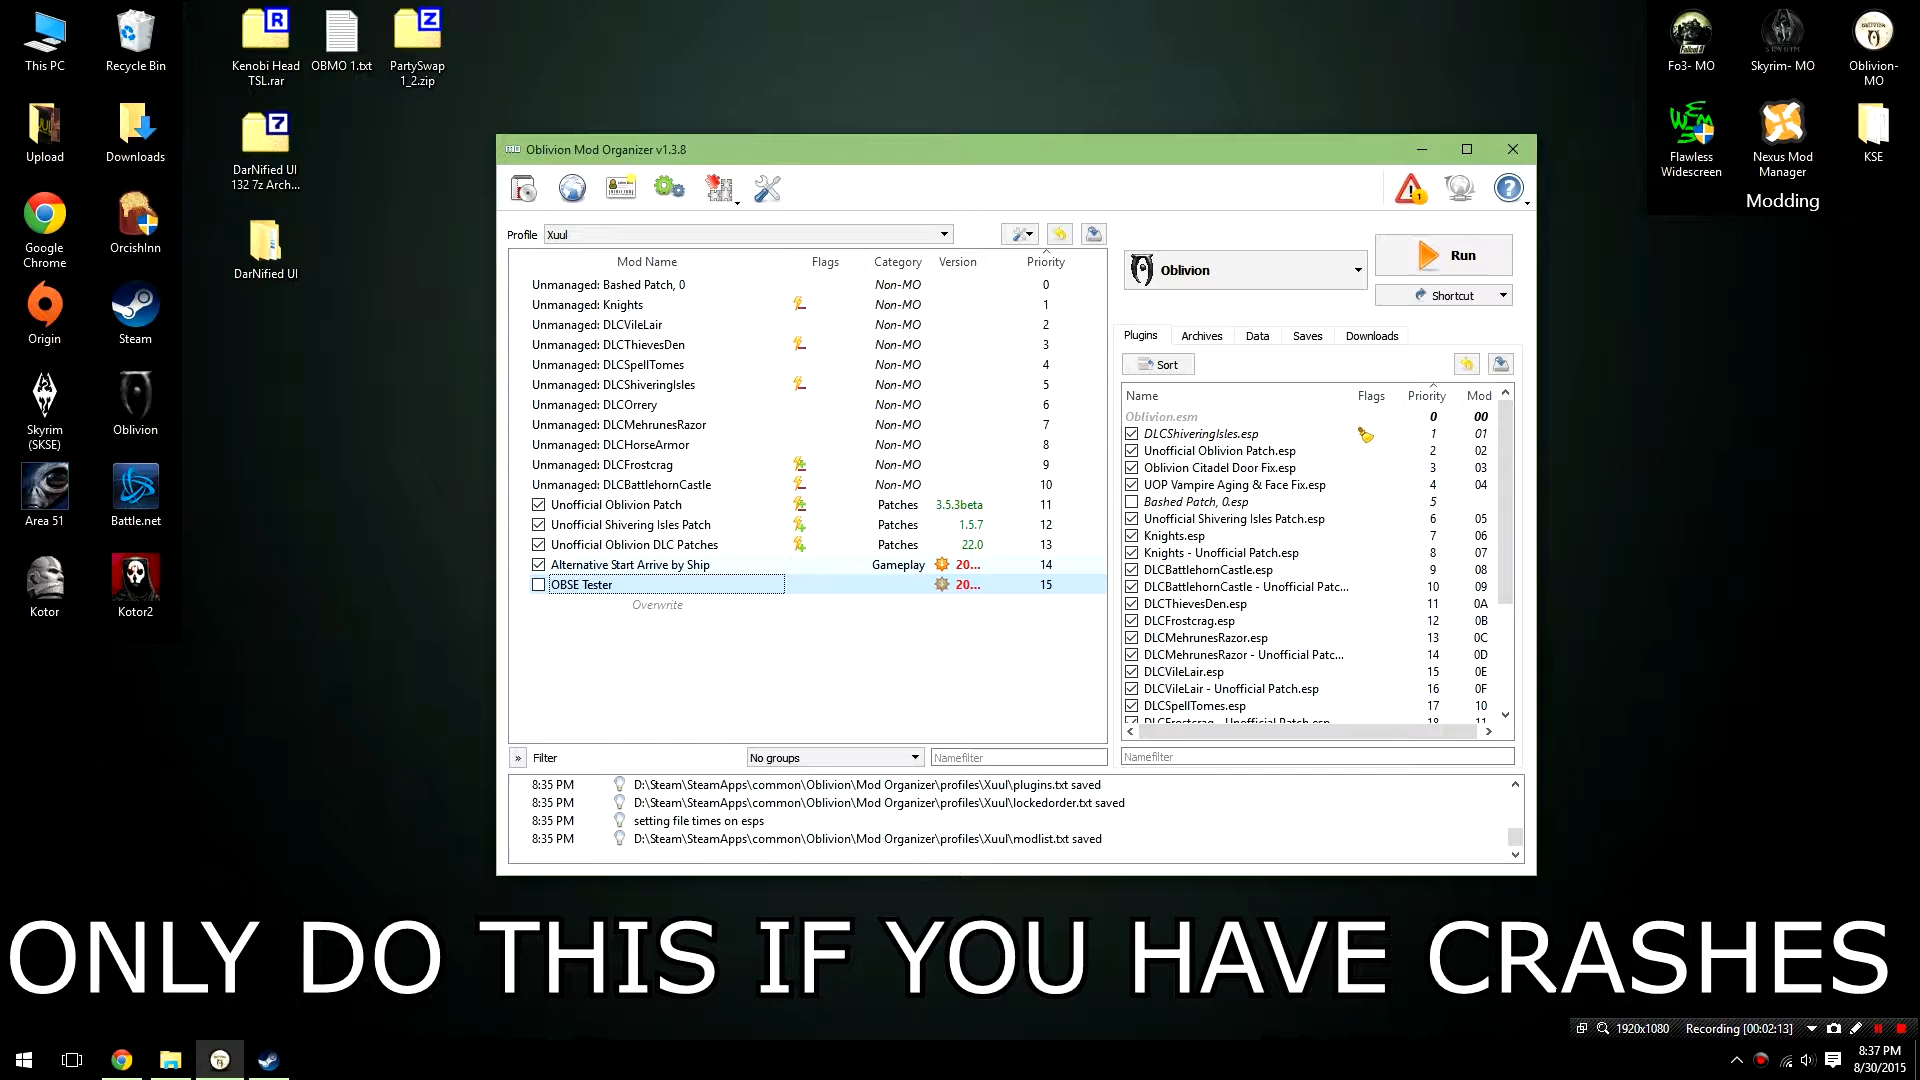 This PC
Recycle Bin
Kenobi Head TSL.rar
OBMO 1.txt
PartySwap 1_2.zip
Upload
Downloads
DarNified UI 132 7z Arch...
Google Chrome
OrcishInn
DarNified UI
Origin
Steam
Skyrim (SKSE)
Oblivion
Area 51
Battle.net
Kotor
Kotor2
Fo3- MO
Skyrim- MO
Oblivion- MO
Flawless Widescreen
Nexus Mod Manager
KSE
Modding
Oblivion Mod Organizer v1.3.8
Profile Xuul
Mod Name Flags Category Version Priority
Unmanaged: Bashed Patch, 0 Non-MO 0
Unmanaged: Knights Non-MO 1
Unmanaged: DLCVileLair Non-MO 2
Unmanaged: DLCThievesDen Non-MO 3
Unmanaged: DLCSpellTomes Non-MO 4
Unmanaged: DLCShiveringIsles Non-MO 5
Unmanaged: DLCOrrery Non-MO 6
Unmanaged: DLCMehrunesRazor Non-MO 7
Unmanaged: DLCHorseArmor Non-MO 8
Unmanaged: DLCFrostcrag Non-MO 9
Unmanaged: DLCBattlehornCastle Non-MO 10
Unofficial Oblivion Patch Patches 3.5.3beta 11
Unofficial Shivering Isles Patch Patches 1.5.7 12
Unofficial Oblivion DLC Patches Patches 22.0 13
Alternative Start Arrive by Ship Gameplay 20... 14
OBSE Tester 20... 15
Overwrite
» Filter No groups Namefilter
Oblivion
Run
Shortcut
Plugins Archives Data Saves Downloads
Sort
Name Flags Priority Mod
Oblivion.esm 0 00
DLCShiveringIsles.esp 1 01
Unofficial Oblivion Patch.esp 2 02
Oblivion Citadel Door Fix.esp 3 03
UOP Vampire Aging & Face Fix.esp 4 04
Bashed Patch, 0.esp 5
Unofficial Shivering Isles Patch.esp 6 05
Knights.esp 7 06
Knights - Unofficial Patch.esp 8 07
DLCBattlehornCastle.esp 9 08
DLCBattlehornCastle - Unofficial Patc... 10 09
DLCThievesDen.esp 11 0A
DLCFrostcrag.esp 12 0B
DLCMehrunesRazor.esp 13 0C
DLCMehrunesRazor - Unofficial Patc... 14 0D
DLCVileLair.esp 15 0E
DLCVileLair - Unofficial Patch.esp 16 0F
DLCSpellTomes.esp 17 10
DLCFrostcrag - Unofficial Patch.esp 18 11
Namefilter
8:35 PM D:\Steam\SteamApps\common\Oblivion\Mod Organizer\profiles\Xuul\plugins.txt saved
8:35 PM D:\Steam\SteamApps\common\Oblivion\Mod Organizer\profiles\Xuul\lockedorder.txt saved
8:35 PM setting file times on esps
8:35 PM D:\Steam\SteamApps\common\Oblivion\Mod Organizer\profiles\Xuul\modlist.txt saved
ONLY DO THIS IF YOU HAVE CRASHES
1920x1080 Recording [00:02:13]
8:37 PM
8/30/2015